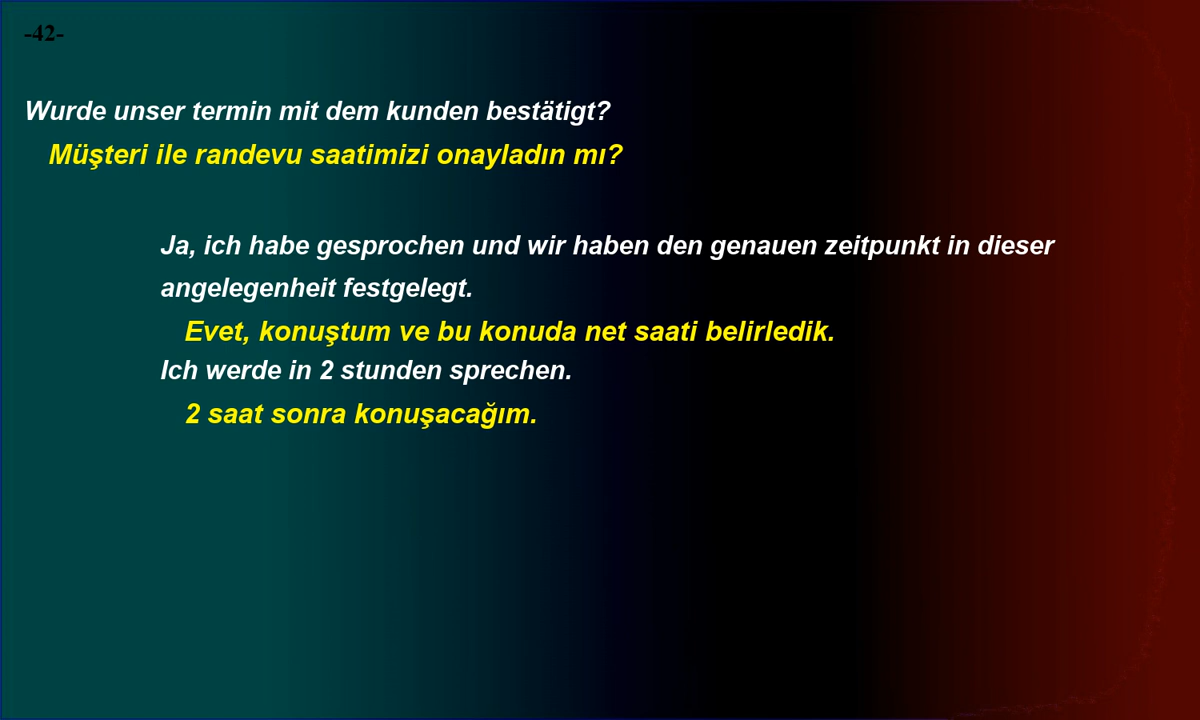 -42-
Wurde unser termin mit dem kunden bestätigt?
Müşteri ile randevu saatimizi onayladın mı?
Ja, ich habe gesprochen und wir haben den genauen zeitpunkt in dieser
angelegenheit festgelegt.
Evet, konuştum ve bu konuda net saati belirledik.
Ich werde in 2 stunden sprechen.
2 saat sonra konuşacağım.